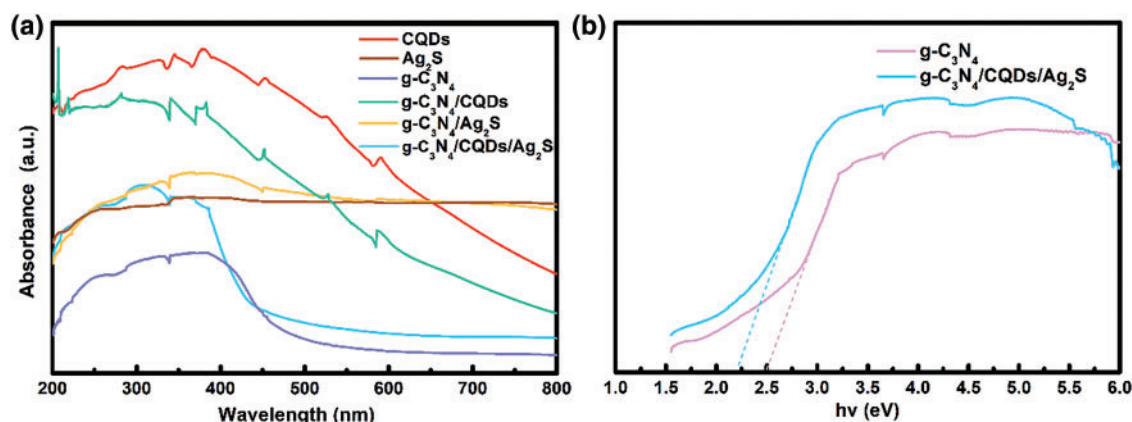 (a)
CQDs
Ag₂S
g-C₃N₄
g-C₃N₄/CQDs
g-C₃N₄/Ag₂S
g-C₃N₄/CQDs/Ag₂S
Absorbance (a.u.)
200 300 400 500 600 700 800
Wavelength (nm)
(b)
g-C₃N₄
g-C₃N₄/CQDs/Ag₂S
1.0 1.5 2.0 2.5 3.0 3.5 4.0 4.5 5.0 5.5 6.0
hv (eV)